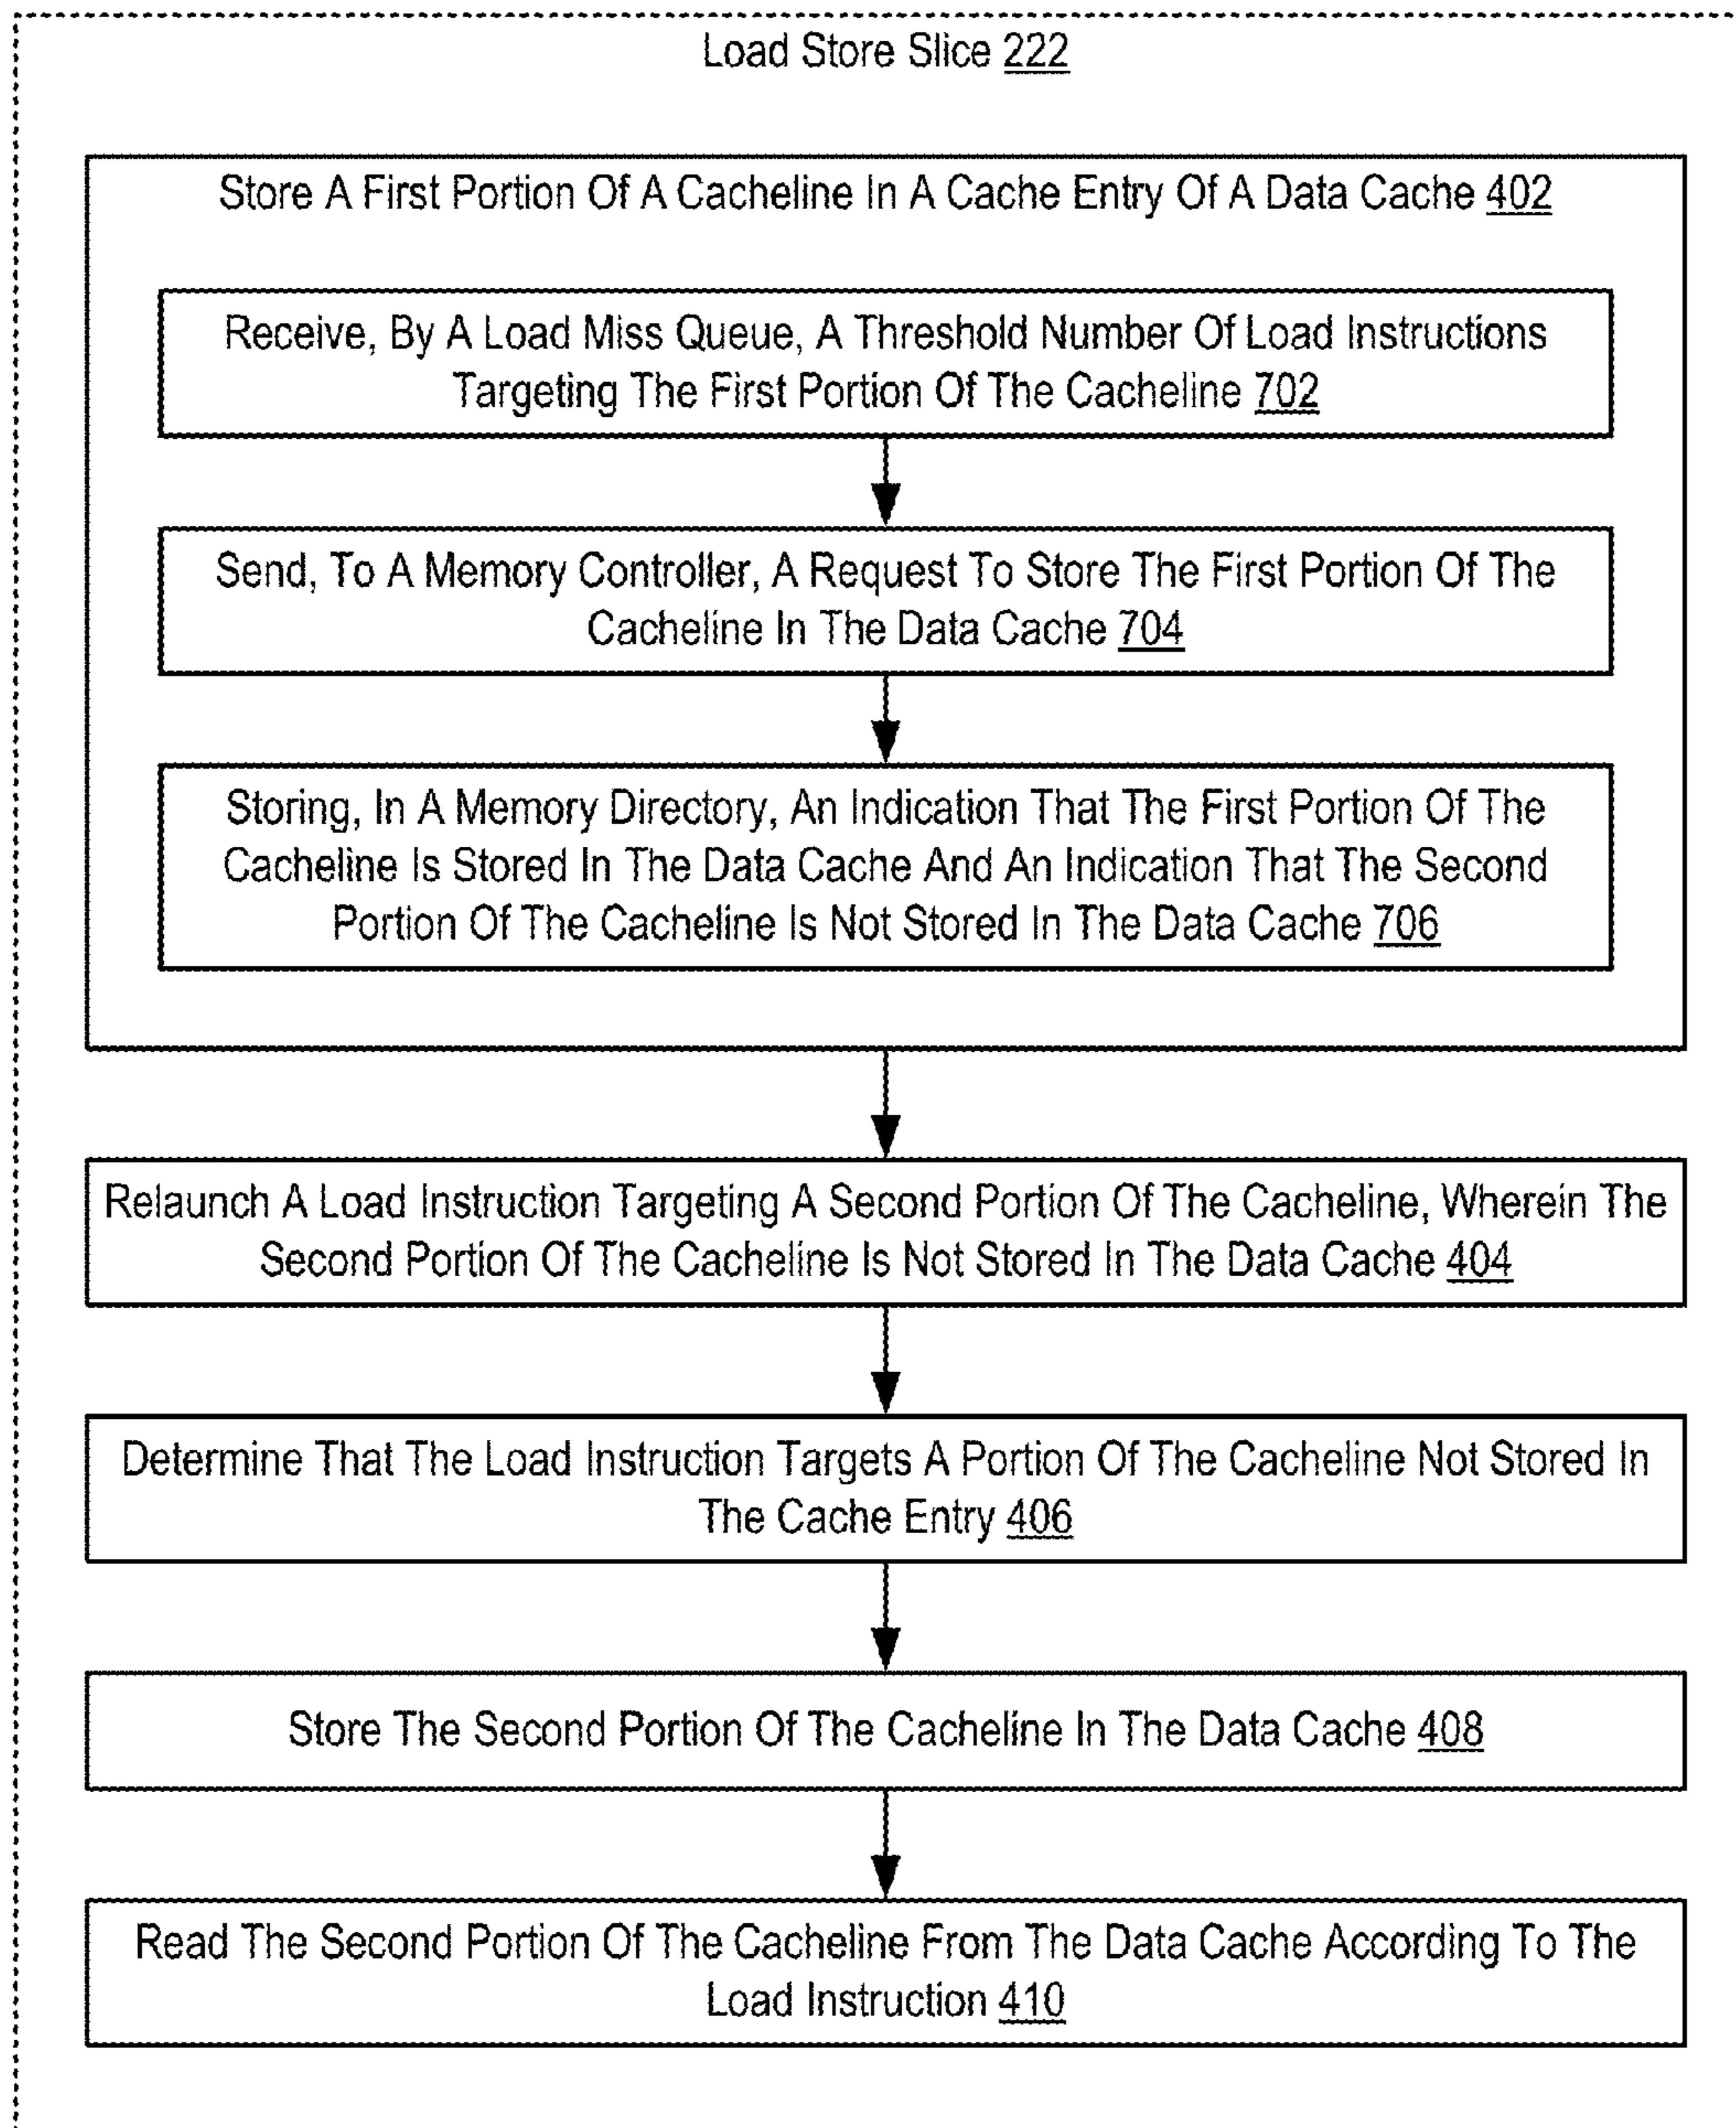 Load Store Slice 222
Store A First Portion Of A Cacheline In A Cache Entry Of A Data Cache 402
Receive, By A Load Miss Queue, A Threshold Number Of Load Instructions
Targeting The First Portion Of The Cacheline 702
Send, To A Memory Controller, A Request To Store The First Portion Of The
Cacheline In The Data Cache 704
Storing, In A Memory Directory, An Indication That The First Portion Of The
Cacheline Is Stored In The Data Cache And An Indication That The Second
Portion Of The Cacheline Is Not Stored In The Data Cache 706
Relaunch A Load Instruction Targeting A Second Portion Of The Cacheline, Wherein The
Second Portion Of The Cacheline Is Not Stored In The Data Cache 404
Determine That The Load Instruction Targets A Portion Of The Cacheline Not Stored In
The Cache Entry 406
Store The Second Portion Of The Cacheline In The Data Cache 408
Read The Second Portion Of The Cacheline From The Data Cache According To The
Load Instruction 410